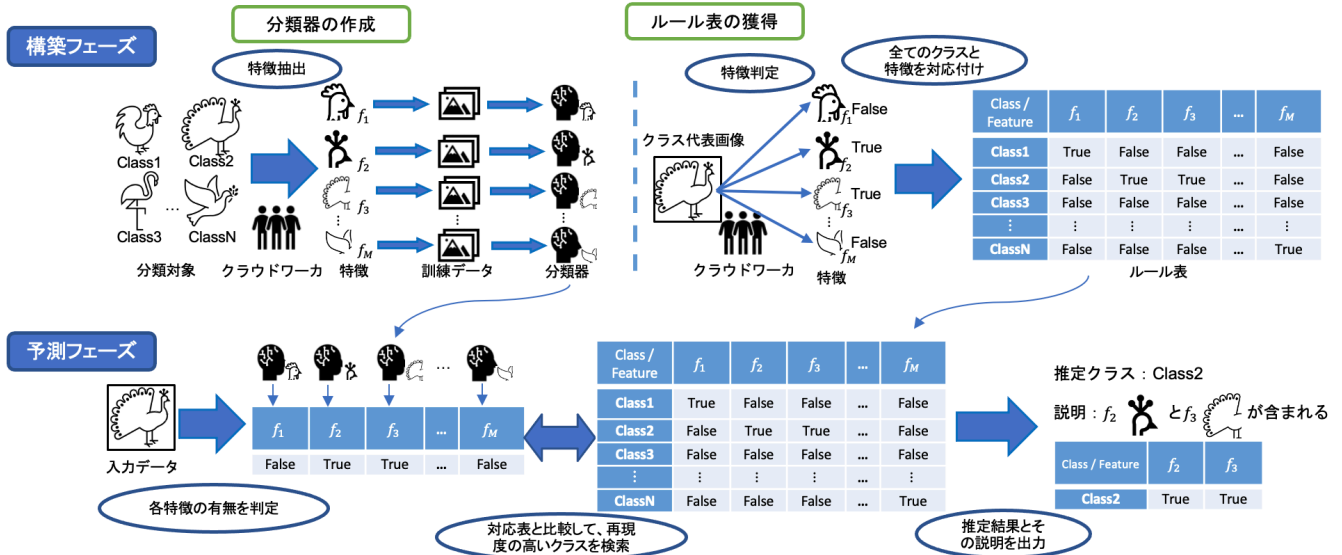 構築フェーズ
分類器の作成
特徴抽出
Class1
Class2
Class3
...
ClassN
分類対象
クラウドワーカ
f1
f2
f3
⋮
fM
特徴
⋮
訓練データ
⋮
分類器
ルール表の獲得
特徴判定
全てのクラスと
特徴を対応付け
クラス代表画像
クラウドワーカ
f1 False
f2 True
f3 True
⋮
fM False
特徴
Class / Feature f1 f2 f3 ... fM
Class1 True False False ... False
Class2 False True True ... False
Class3 False False False ... False
⋮ ⋮ ⋮ ⋮ ⋮
ClassN False False False ... True
ルール表
予測フェーズ
入力データ
...
f1 f2 f3 ... fM
False True True ... False
各特徴の有無を判定
Class / Feature f1 f2 f3 ... fM
Class1 True False False ... False
Class2 False True True ... False
Class3 False False False ... False
⋮ ⋮ ⋮ ⋮ ⋮
ClassN False False False ... True
対応表と比較して、再現
度の高いクラスを検索
推定クラス：Class2
説明：f2 とf3 が含まれる
Class / Feature f2 f3
Class2 True True
推定結果とそ
の説明を出力